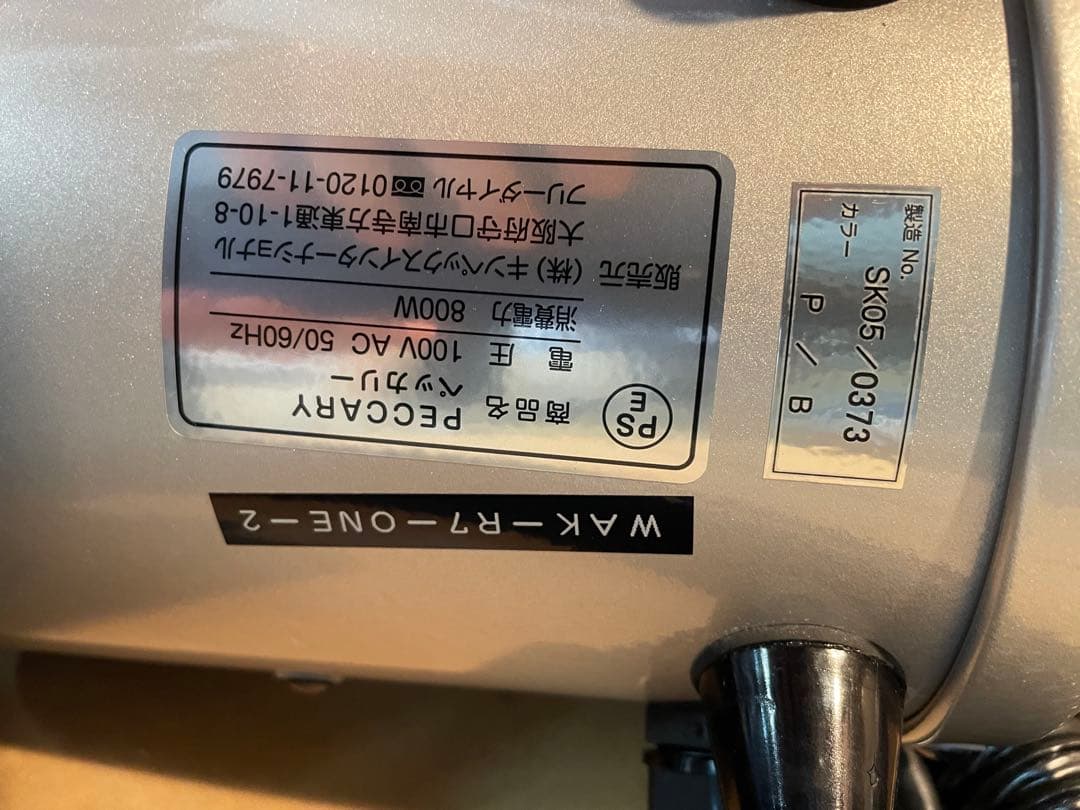 WAK-R7-ONE-2
PSE
商品名 PECCARY
ペッカリー
電圧 100V AC 50/60Hz
消費電力 800W
販売元 (株)キンペックスインターナショナル
大阪府守口市南寺方東通1-10-8
フリーダイヤル 0120-11-7979
製造 No. SK05/0373
カラー P/B